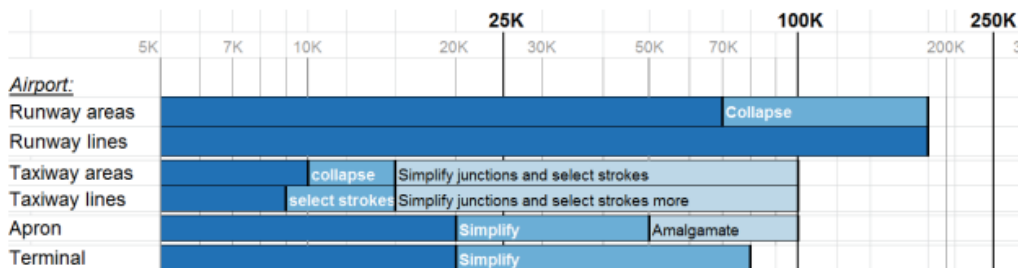 25K 100K 250K
5K 7K 10K 20K 30K 50K 70K 200K
Airport:
Runway areas Collapse
Runway lines
Taxiway areas collapse Simplify junctions and select strokes
Taxiway lines select strokes Simplify junctions and select strokes more
Apron Simplify Amalgamate
Terminal Simplify